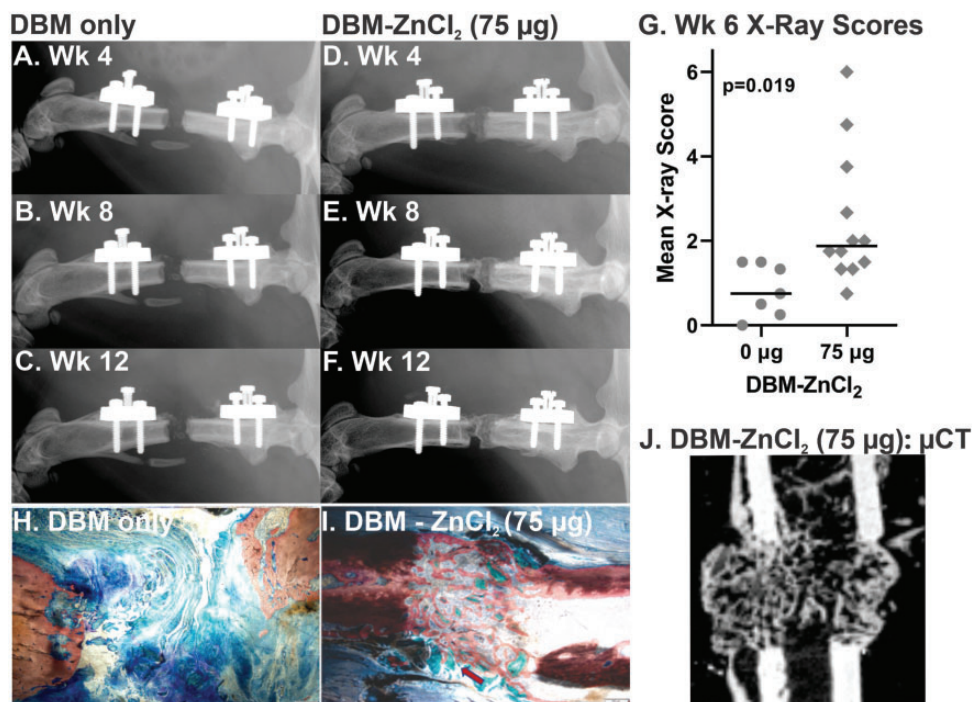 DBM only
DBM-ZnCl₂ (75 µg)
G. Wk 6 X-Ray Scores
A. Wk 4
D. Wk 4
B. Wk 8
E. Wk 8
C. Wk 12
F. Wk 12
p=0.019
Mean X-ray Score
6
4
2
0
0 µg
75 µg
DBM-ZnCl₂
H. DBM only
I. DBM - ZnCl₂ (75 µg)
J. DBM-ZnCl₂ (75 µg): µCT